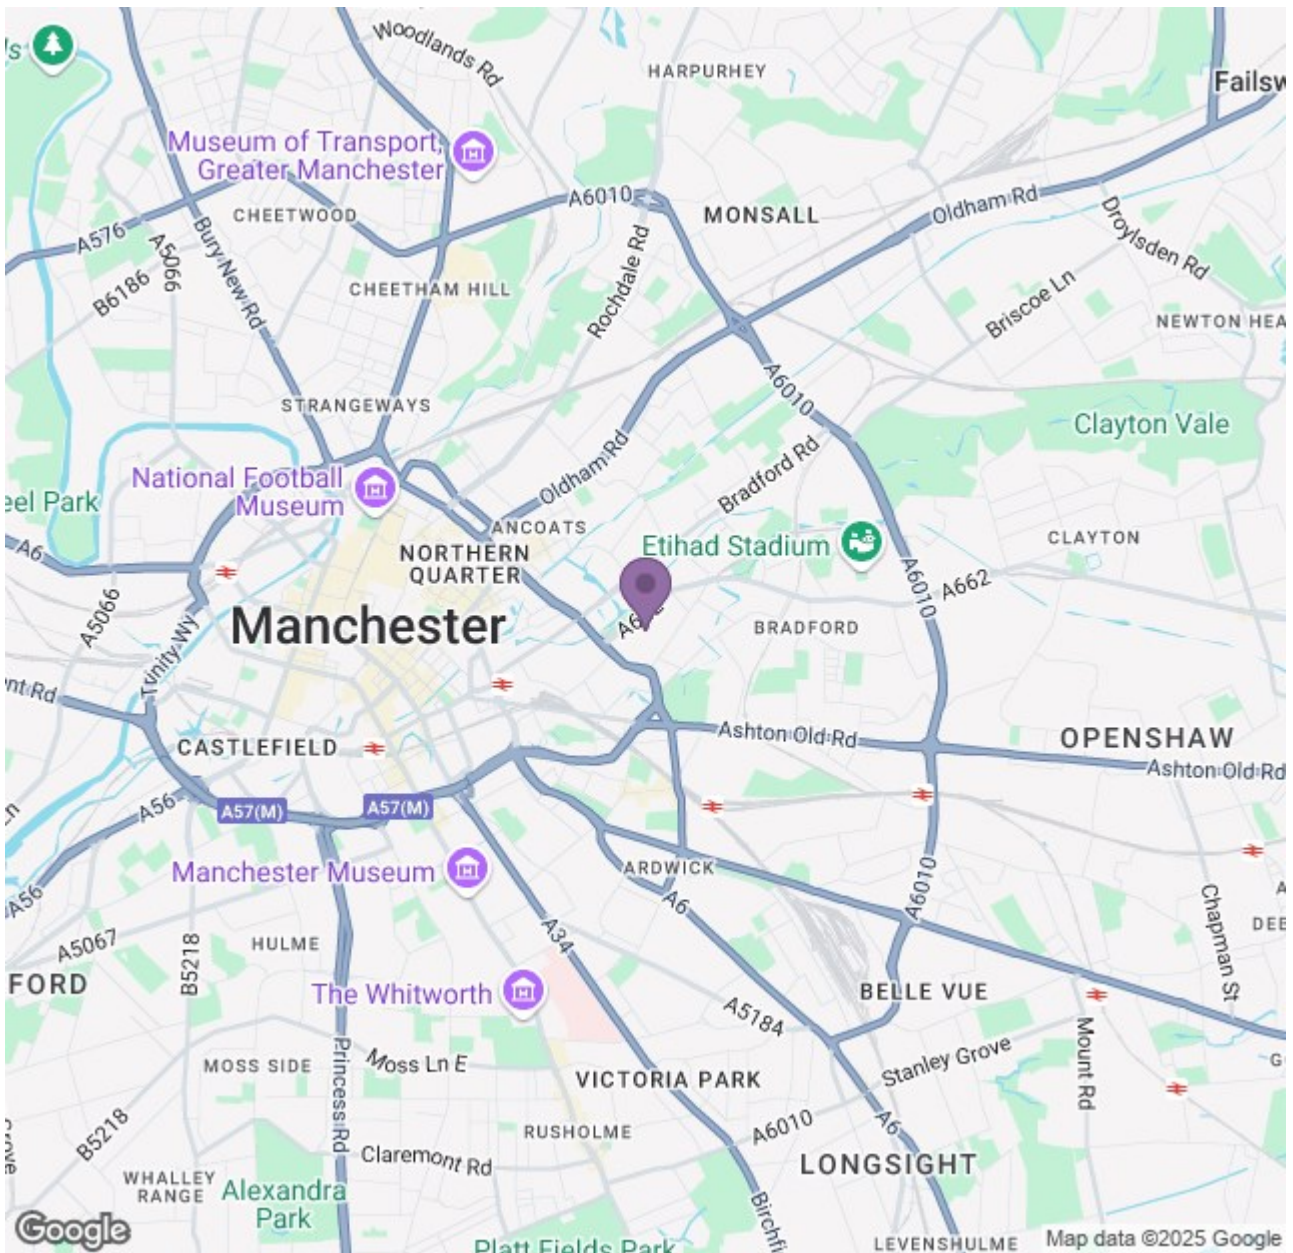 Woodlands Rd
HARPURHEY
Failsw
Museum of Transport,
Greater Manchester
A6010
MONSALL
Oldham Rd
CHEETWOOD
A576
A5066
Bury New Rd
Rochdale Rd
Droylsden Rd
B6186
CHEETHAM HILL
Briscoe Ln
NEWTON HEA
A6010
STRANGEWAYS
Clayton Vale
Oldham Rd
Bradford Rd
National Football
Museum
eel Park
ANCOATS
Etihad Stadium
CLAYTON
A6
NORTHERN
QUARTER
A6010
A662
A5066
Manchester
BRADFORD
Trinity Wy
ent Rd
CASTLEFIELD
Ashton Old Rd
OPENSHAW
Ashton Old Rd
A56
A57(M)
A57(M)
Manchester Museum
ARDWICK
A6
A6010
A56
A34
Chapman St
A5067
HULME
B5218
FORD
The Whitworth
BELLE VUE
A5184
Princess Rd
MOSS SIDE
Moss Ln E
VICTORIA PARK
Stanley Grove
Mount Rd
B5218
RUSHOLME
A6010
A6
Claremont Rd
LONGSIGHT
WHALLEY
RANGE
Alexandra
Park
Birchfi
Google
Platt Fields Park
LEVENSHULME
Map data ©2025 Google